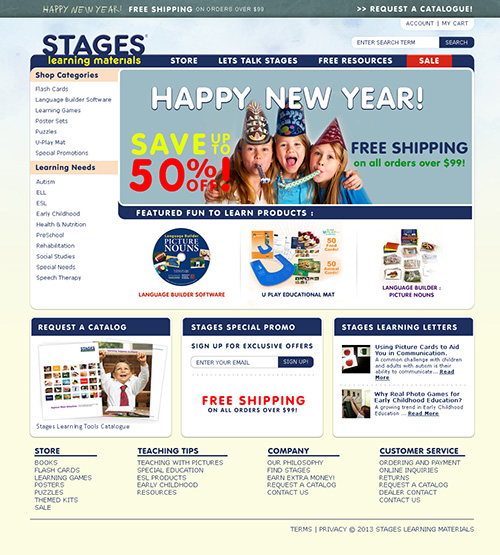 HAPPY NEW YEAR! FREE SHIPPING ON ORDERS OVER $99 >> REQUEST A CATALOGUE!
ACCOUNT | MY CART
STAGES®
learning materials
ENTER SEARCH TERM SEARCH
STORE LETS TALK STAGES FREE RESOURCES SALE
Shop Categories
Flash Cards
Language Builder Software
Learning Games
Poster Sets
Puzzles
U-Play Mat
Special Promotions
Learning Needs
Autism
ELL
ESL
Early Childhood
Health & Nutrition
PreSchool
Rehabilitation
Social Studies
Special Needs
Speech Therapy
HAPPY NEW YEAR!
SAVE UP TO
50% OFF!
FREE SHIPPING
on all orders over $99!
FEATURED FUN TO LEARN PRODUCTS :
Language Builder
PICTURE
NOUNS
LANGUAGE BUILDER SOFTWARE
50
Food
Cards!
50
Animal
Cards!
U PLAY EDUCATIONAL MAT
LANGUAGE BUILDER :
PICTURE NOUNS
REQUEST A CATALOG
STAGES
Stages Learning Tools Catalogue
STAGES SPECIAL PROMO
SIGN UP FOR EXCLUSIVE OFFERS
ENTER YOUR EMAIL SIGN UP!
FREE SHIPPING
ON ALL ORDERS OVER $99!
STAGES LEARNING LETTERS
Using Picture Cards to Aid
You in Communication.
A common challenge with children
and adults with autism is their
ability to communicate... Read
More
Why Real Photo Games for
Early Childhood Education?
A growing trend in Early Childhood
Education ... Read More
STORE
BOOKS
FLASH CARDS
LEARNING GAMES
POSTERS
PUZZLES
THEMED KITS
SALE
TEACHING TIPS
TEACHING WITH PICTURES
SPECIAL EDUCATION
ESL PRODUCTS
EARLY CHILDHOOD
RESOURCES
COMPANY
OUR PHILOSOPHY
FIND STAGES
EARN EXTRA MONEY!
REQUEST A CATALOG
CONTACT US
CUSTOMER SERVICE
ORDERING AND PAYMENT
ONLINE INQUIRIES
RETURNS
REQUEST A CATALOG
DEALER CONTACT
CONTACT US
TERMS | PRIVACY © 2013 STAGES LEARNING MATERIALS